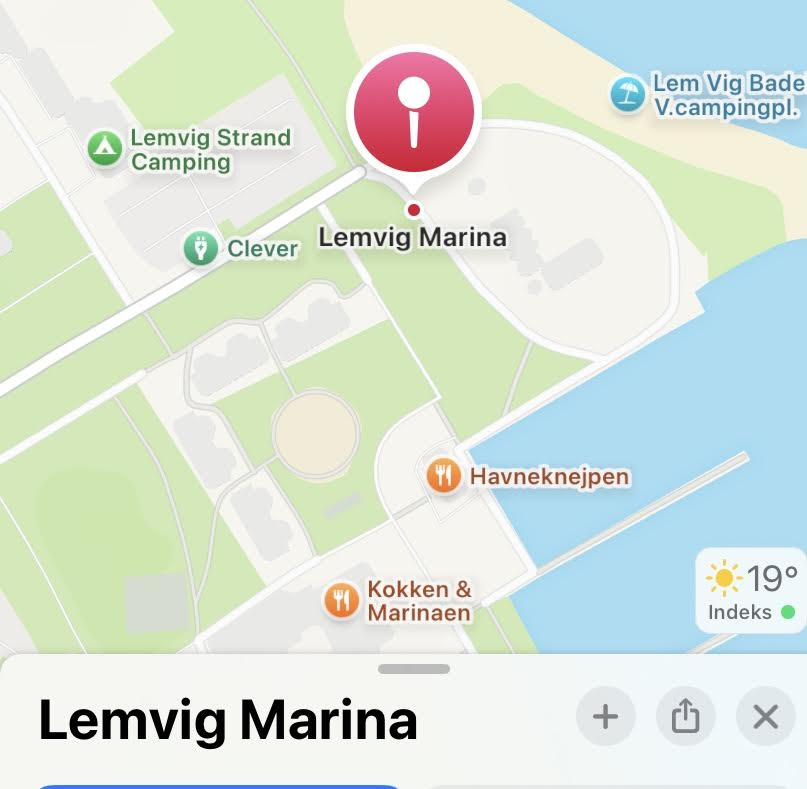 Lem Vig Bade
V.campingpl.
Lemvig Strand
Camping
Lemvig Marina
Clever
Havneknejpen
19°
Indeks
Kokken &
Marinaen
Lemvig Marina